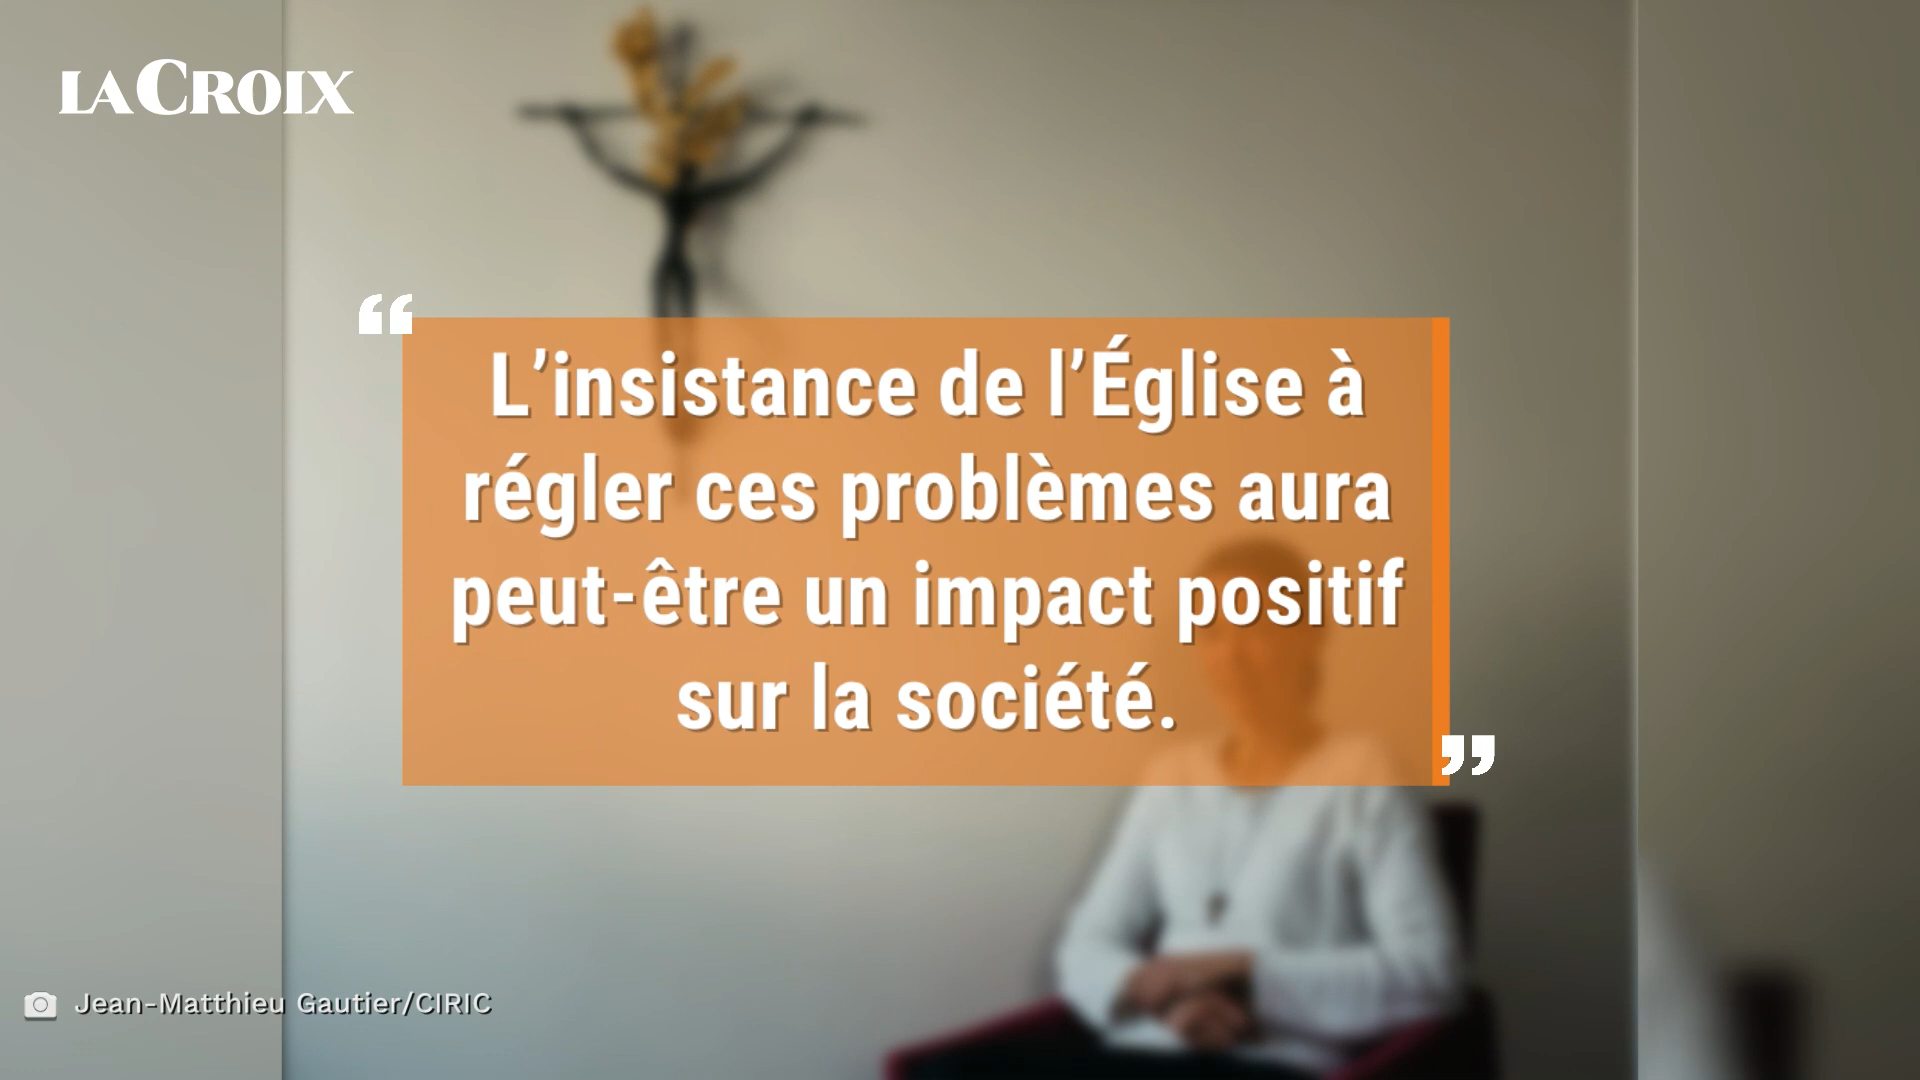 LA CROIX
“
L’insistance de l’Église à
régler ces problèmes aura
peut-être un impact positif
sur la société.
”
Jean-Matthieu Gautier/CIRIC